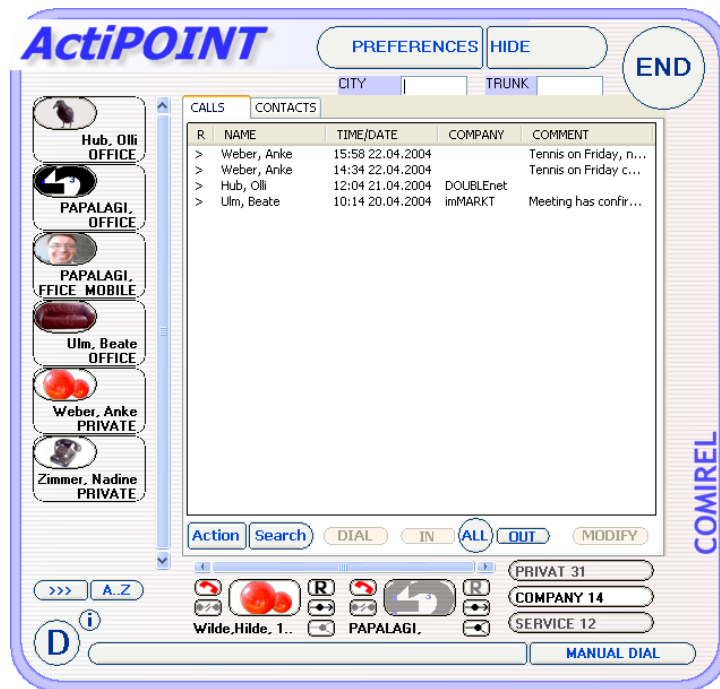 ActiPOINT
PREFERENCES HIDE
END
CITY TRUNK
CALLS CONTACTS
Hub, Olli
OFFICE
PAPALAGI,
OFFICE
PAPALAGI,
FFICE MOBILE
Ulm, Beate
OFFICE
Weber, Anke
PRIVATE
Zimmer, Nadine
PRIVATE
R NAME TIME/DATE COMPANY COMMENT
> Weber, Anke 15:58 22.04.2004 Tennis on Friday, n...
> Weber, Anke 14:34 22.04.2004 Tennis on Friday c...
> Hub, Olli 12:04 21.04.2004 DOUBLEnet
> Ulm, Beate 10:14 20.04.2004 imMARKT Meeting has confir...
Action Search DIAL IN ALL OUT MODIFY
COMIREL
>>> A..Z
R R
Wilde,Hilde, 1.. PAPALAGI,
PRIVAT 31
COMPANY 14
SERVICE 12
D i
MANUAL DIAL